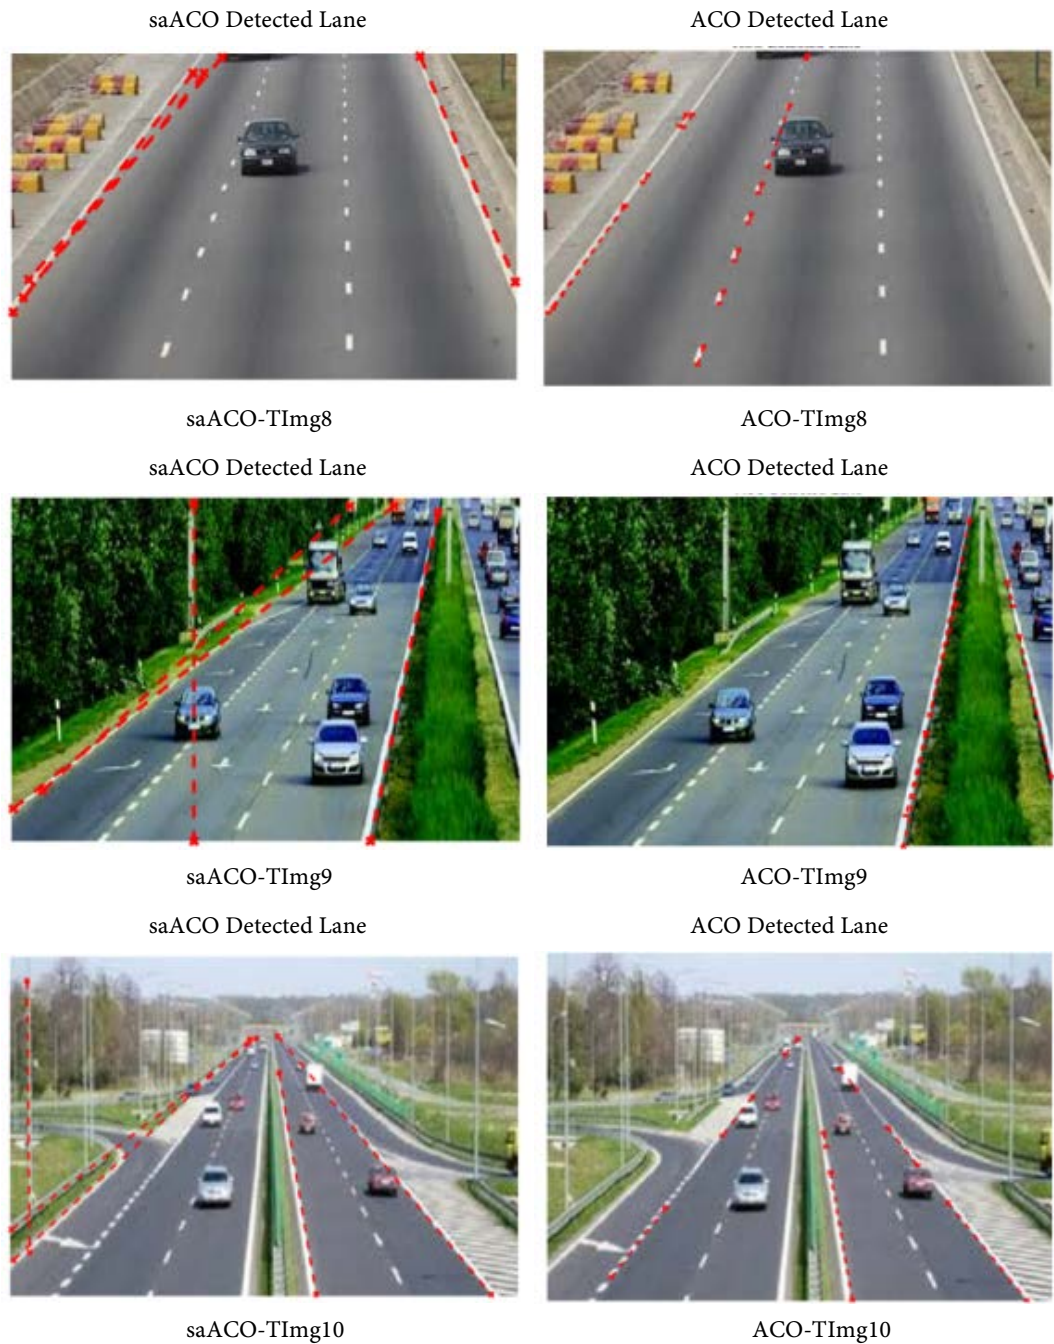 saACO Detected Lane
ACO Detected Lane
saACO-TImg8
ACO-TImg8
saACO Detected Lane
ACO Detected Lane
saACO-TImg9
ACO-TImg9
saACO Detected Lane
ACO Detected Lane
saACO-TImg10
ACO-TImg10